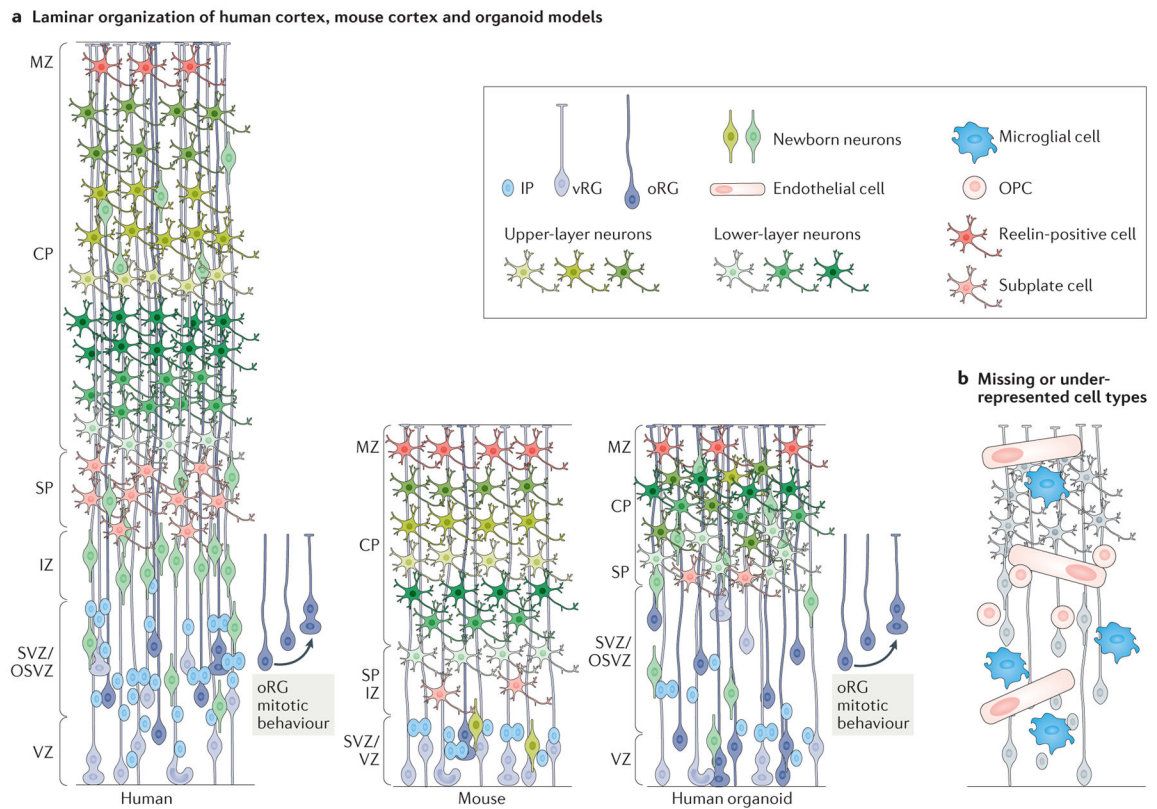 a Laminar organization of human cortex, mouse cortex and organoid models
MZ
CP
SP
IZ
SVZ/
OSVZ
VZ
Human
oRG
mitotic
behaviour
IP
vRG
oRG
Newborn neurons
Endothelial cell
Upper-layer neurons
Lower-layer neurons
Microglial cell
OPC
Reelin-positive cell
Subplate cell
MZ
CP
SP
IZ
SVZ/
VZ
Mouse
MZ
CP
SP
SVZ/
OSVZ
VZ
Human organoid
oRG
mitotic
behaviour
b Missing or under-
represented cell types